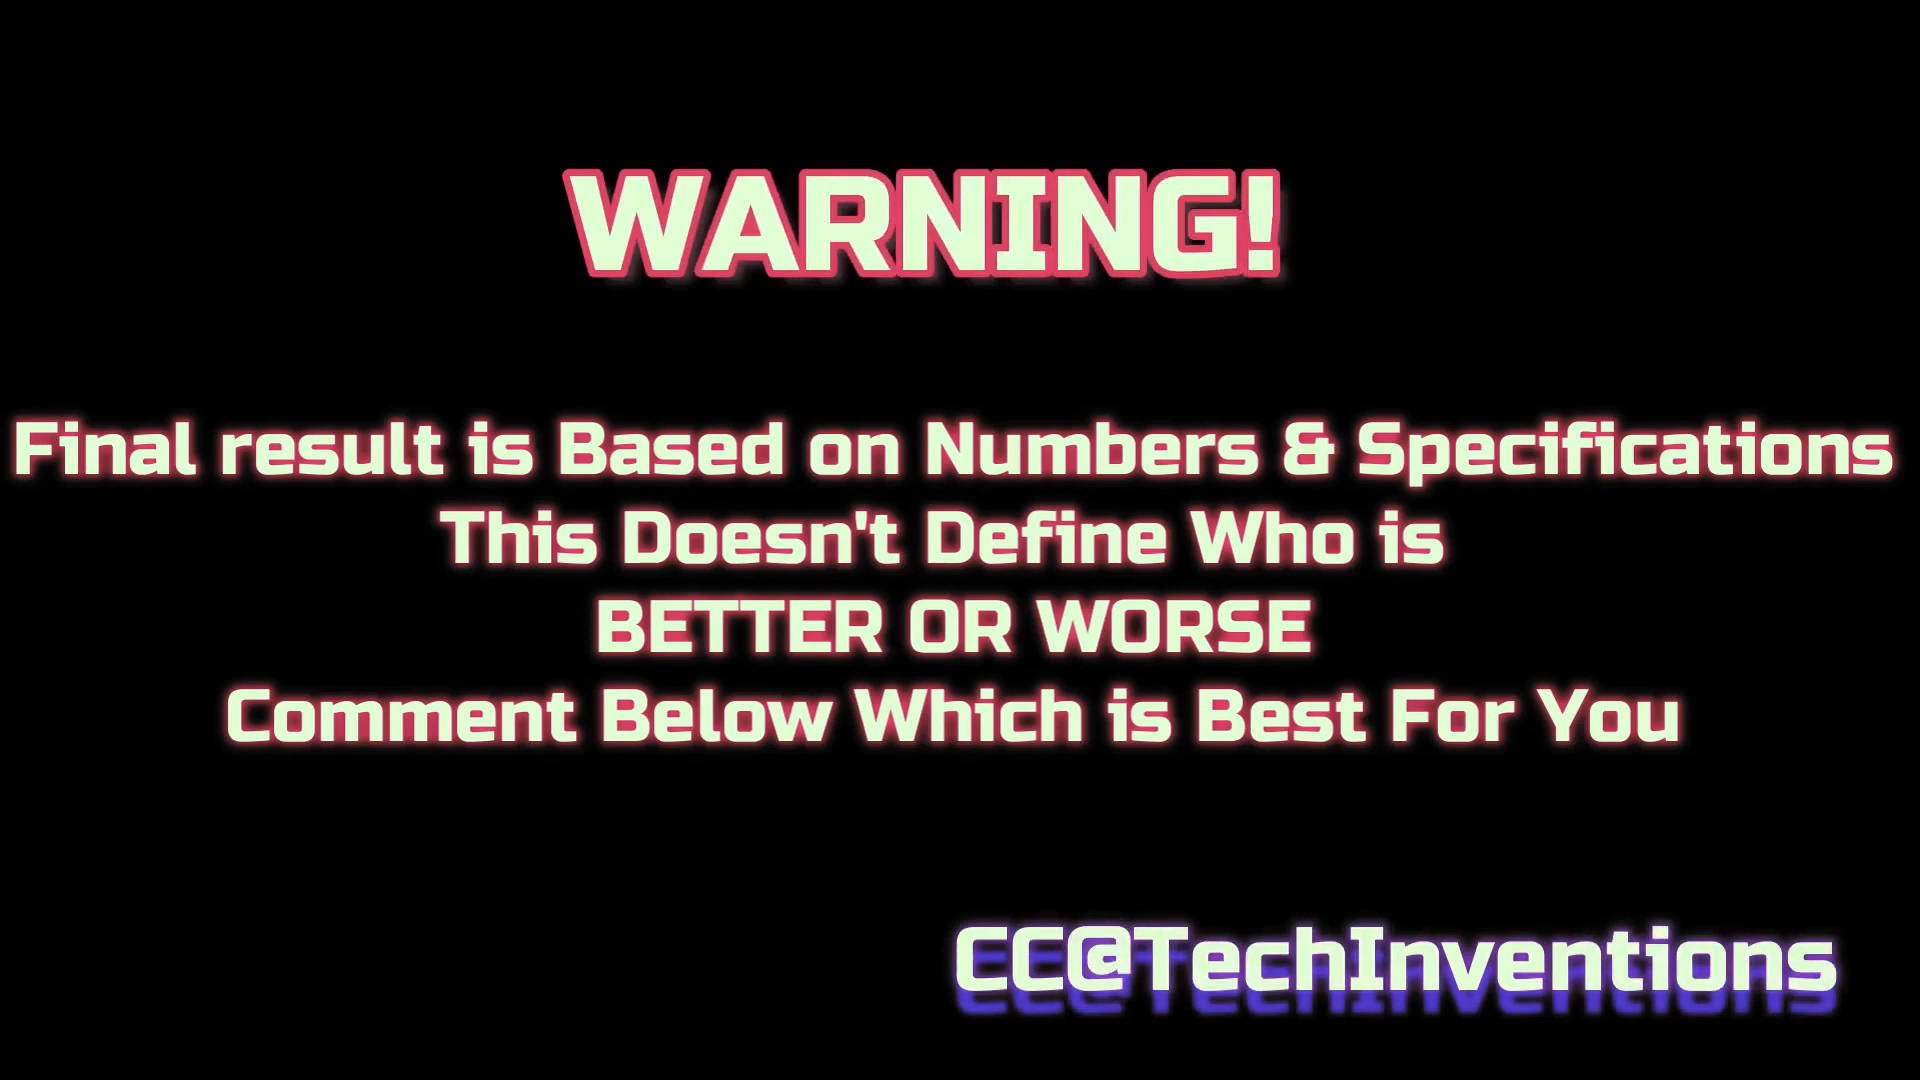 WARNING!
Final result is Based on Numbers & Specifications
This Doesn't Define Who is
BETTER OR WORSE
Comment Below Which is Best For You
CC@TechInventions